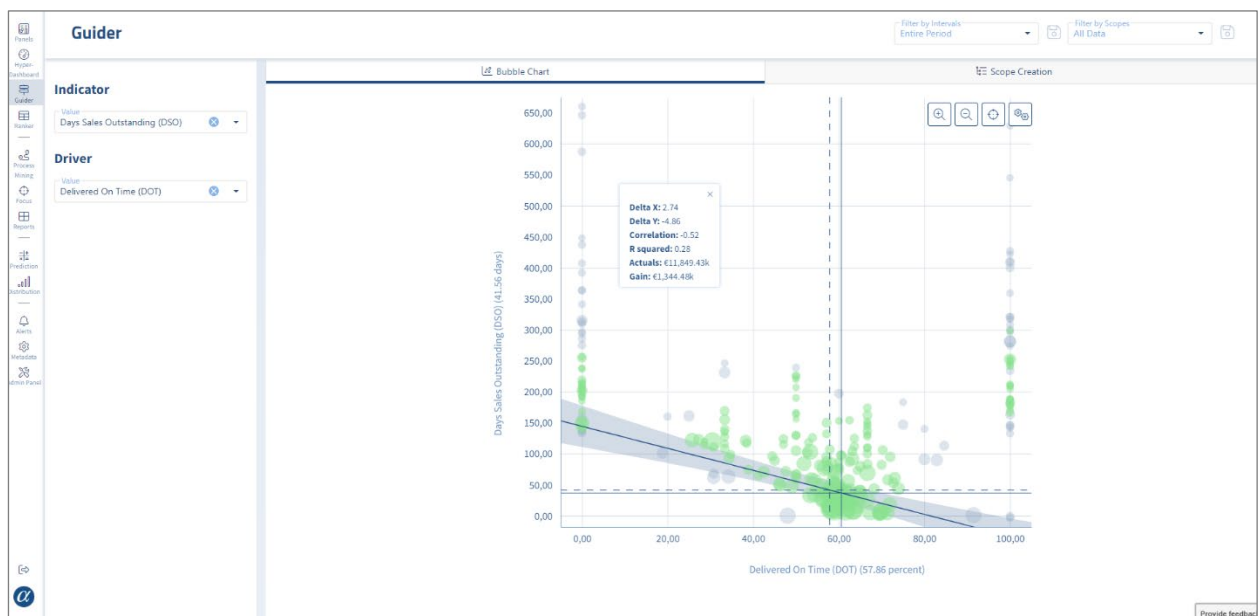 Guider
Filter by Intervals
Entire Period
Filter by Scopes
All Data
Panels
Hyper-
Dashboard
Guider
Ranker
Process
Mining
Focus
Reports
Prediction
Distribution
Alerts
Metadata
Admin Panel
Indicator
Value
Days Sales Outstanding (DSO)
Driver
Value
Delivered On Time (DOT)
Bubble Chart
Scope Creation
650,00
600,00
550,00
500,00
450,00
400,00
350,00
300,00
250,00
200,00
150,00
100,00
50,00
0,00
Days Sales Outstanding (DSO) (41.56 days)
Delta X: 2.74
Delta Y: -4.86
Correlation: -0.52
R squared: 0.28
Actuals: €11,849.43k
Gain: €1,344.48k
0,00
20,00
40,00
60,00
80,00
100,00
Delivered On Time (DOT) (57.86 percent)
α
Provide feedbac